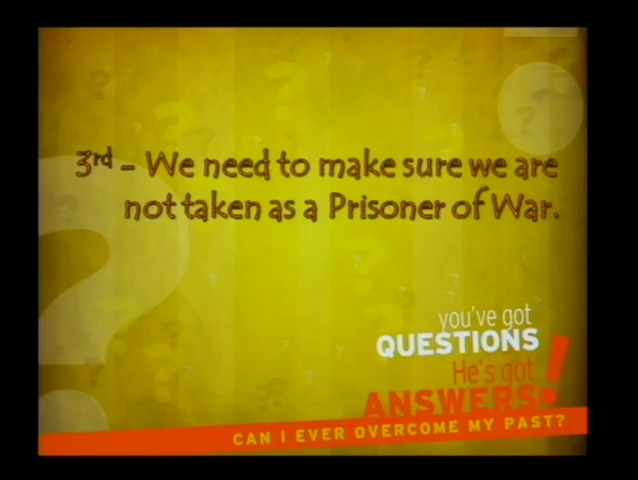 3rd - We need to make sure we are
not taken as a Prisoner of War.
you've got
QUESTIONS
He's got
ANSWERS!
CAN I EVER OVERCOME MY PAST?